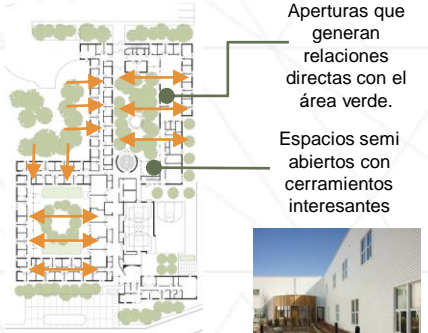 Aperturas que
generan
relaciones
directas con el
área verde.
Espacios semi
abiertos con
cerramientos
interesantes